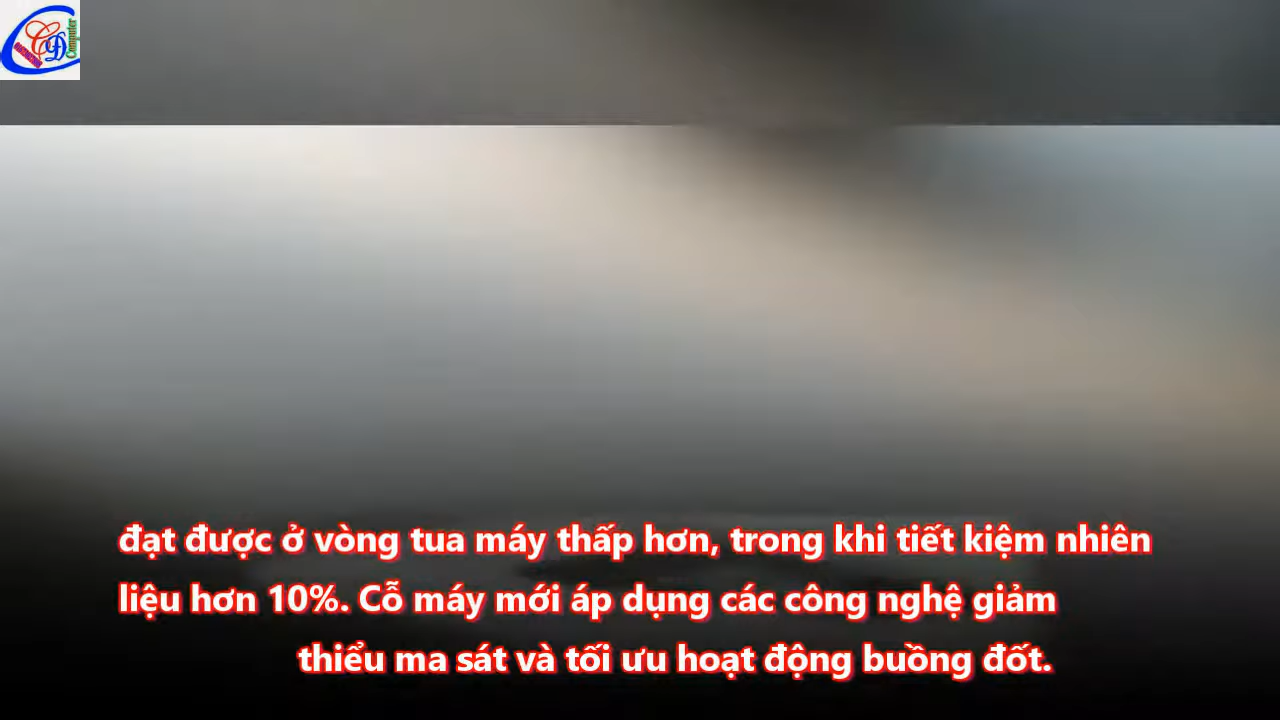 Computer
đạt được ở vòng tua máy thấp hơn, trong khi tiết kiệm nhiên
liệu hơn 10%. Cỗ máy mới áp dụng các công nghệ giảm
thiểu ma sát và tối ưu hoạt động buồng đốt.